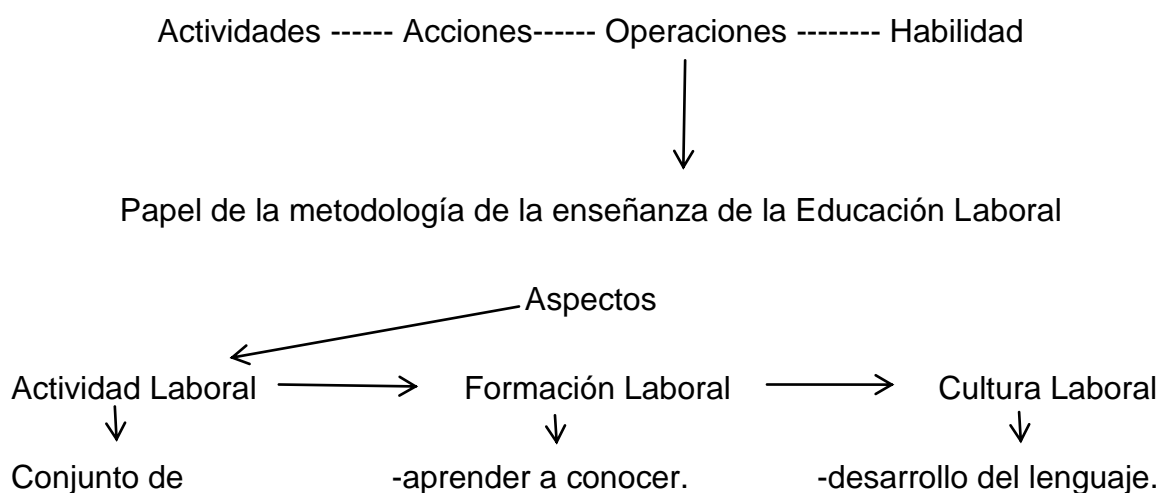 Actividades ------ Acciones------ Operaciones -------- Habilidad
Papel de la metodología de la enseñanza de la Educación Laboral
Aspectos
Actividad Laboral Formación Laboral Cultura Laboral
Conjunto de -aprender a conocer. -desarrollo del lenguaje.